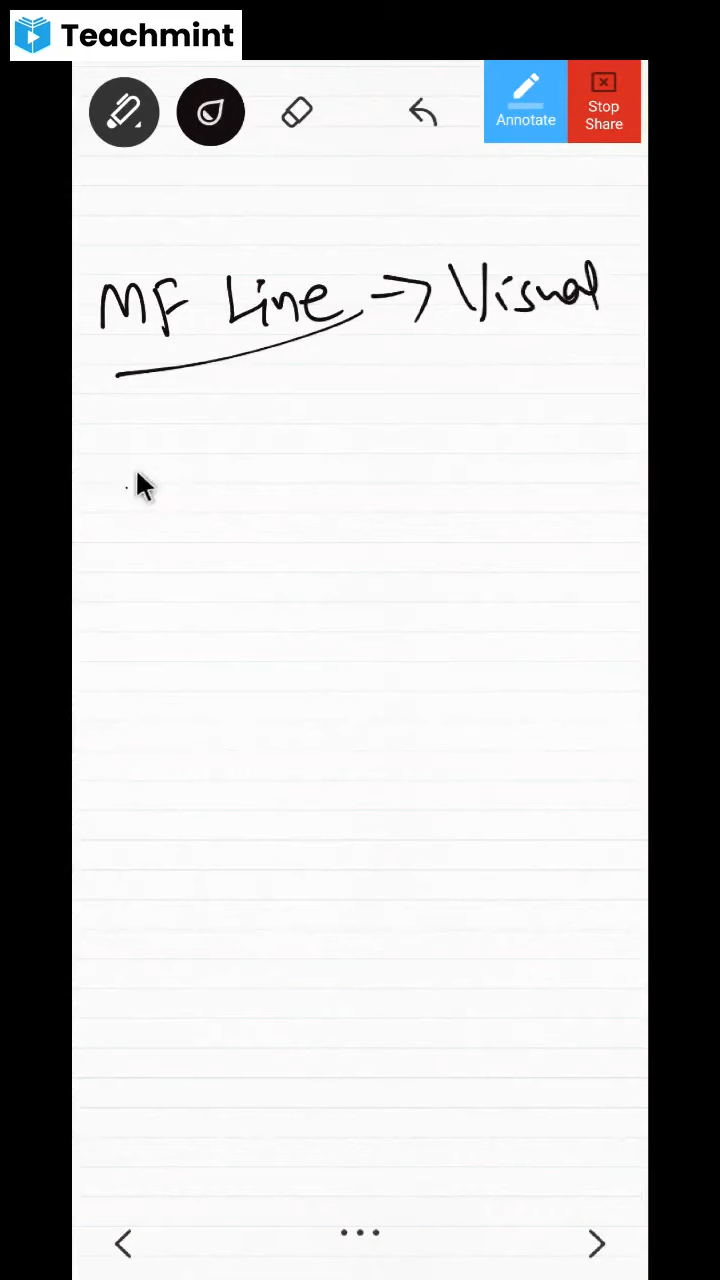 Teachmint
Annotate
Stop
Share
MF Line → Visual